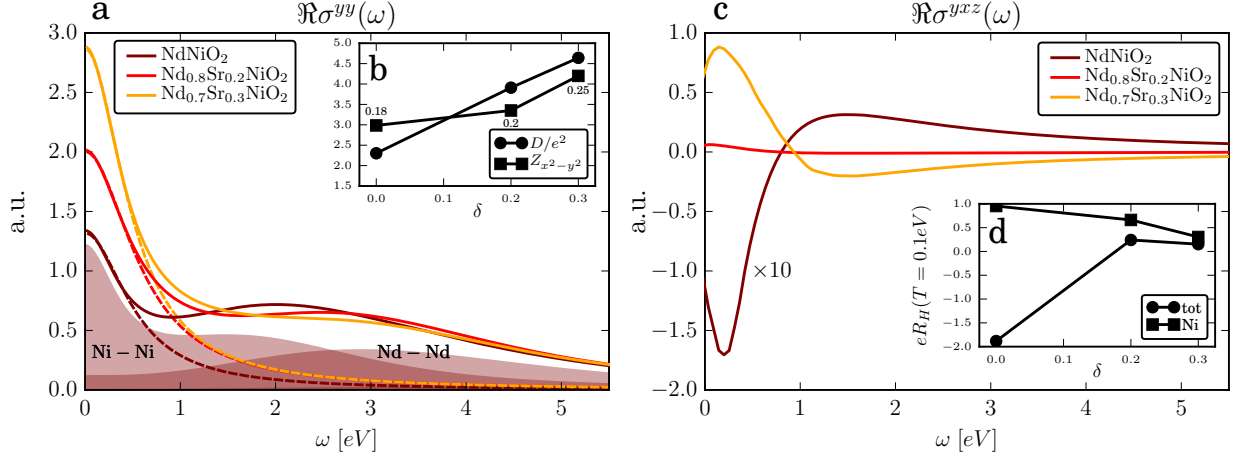 a
ℜσ^{yy}(ω)
3.0
2.5
2.0
1.5
1.0
0.5
0.0
a.u.
NdNiO₂
Nd₀.₈Sr₀.₂NiO₂
Nd₀.₇Sr₀.₃NiO₂
Ni − Ni
Nd − Nd
0
1
2
3
4
5
ω [eV]
b
5.0
4.5
4.0
3.5
3.0
2.5
2.0
1.5
0.18
0.2
0.25
D/e²
Z_{x²−y²}
0.0
0.1
0.2
0.3
δ
c
ℜσ^{yxz}(ω)
1.0
0.5
0.0
−0.5
−1.0
−1.5
−2.0
a.u.
NdNiO₂
Nd₀.₈Sr₀.₂NiO₂
Nd₀.₇Sr₀.₃NiO₂
×10
0
1
2
3
4
5
ω [eV]
d
1.0
0.5
0.0
−0.5
−1.0
−1.5
−2.0
eR_H(T = 0.1eV)
tot
Ni
0.0
0.1
0.2
0.3
δ